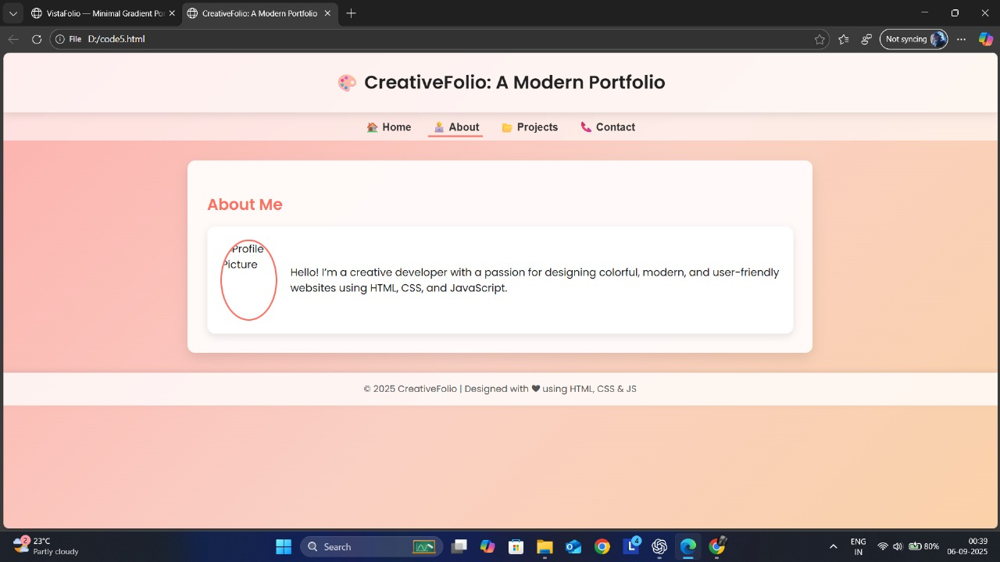 VistaFolio — Minimal Gradient Po
CreativeFolio: A Modern Portfolio
File D:/code5.html
Not syncing
CreativeFolio: A Modern Portfolio
Home
About
Projects
Contact
About Me
Profile
Picture
Hello! I'm a creative developer with a passion for designing colorful, modern, and user-friendly
websites using HTML, CSS, and JavaScript.
© 2025 CreativeFolio | Designed with ♥ using HTML, CSS & JS
2
23°C
Partly cloudy
Search
L
4
ENG
IN
80%
00:39
06-09-2025